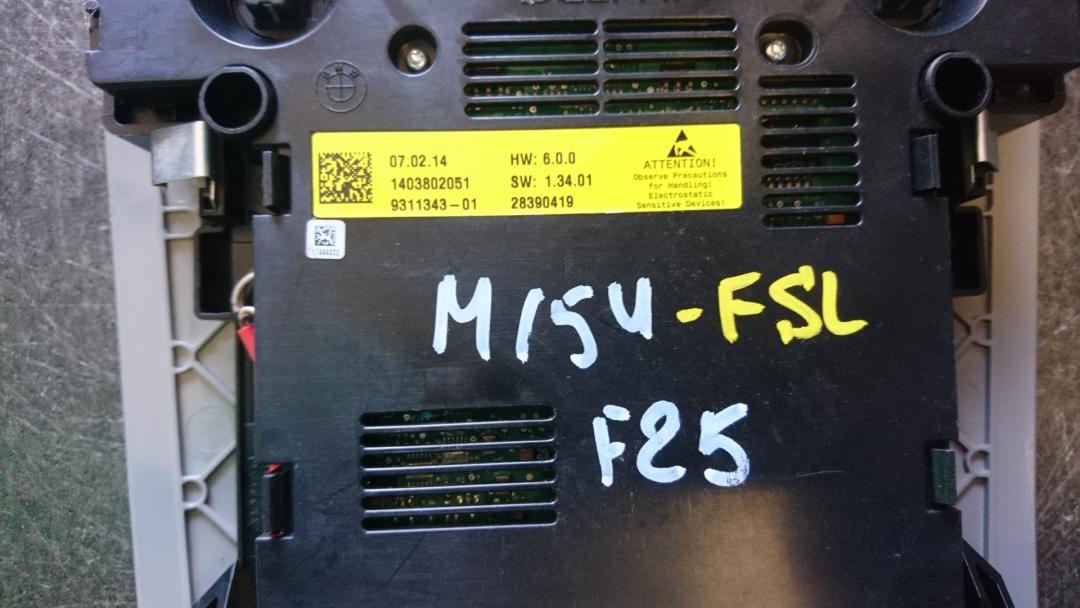 07.02.14 HW: 6.0.0
1403802051 SW: 1.34.01
9311343-01 28390419
ATTENTION!
Observe Precautions
for Handling!
Electrostatic
Sensitive Devices!
M15U-FSL
F25